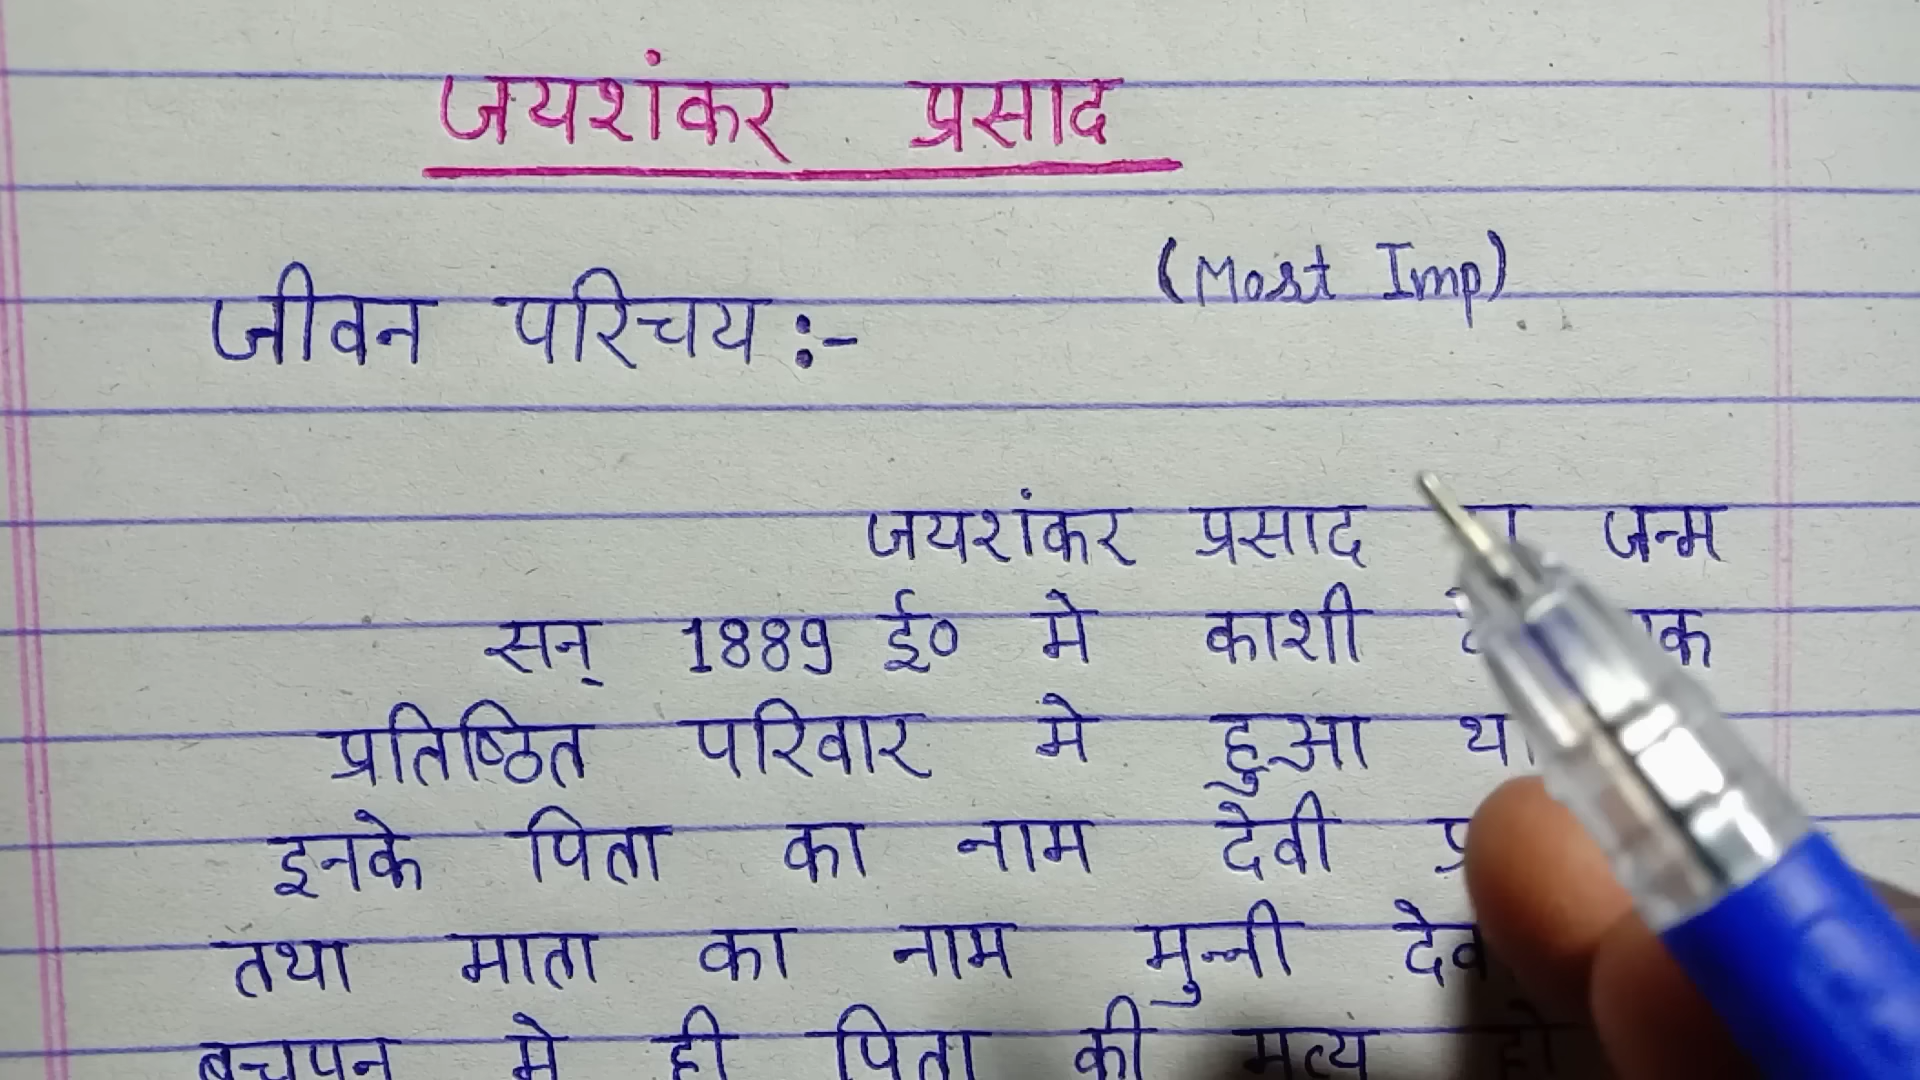 जयशंकर प्रसाद
(Most Imp)
जीवन परिचय :-
जयशंकर प्रसाद जन्म
सन् 1889 ई० मे काशी
प्रतिष्ठित परिवार मे हुआ था
इनके पिता का नाम देवी
तथा माता का नाम मुन्नी
बचपन मे ही पिता की